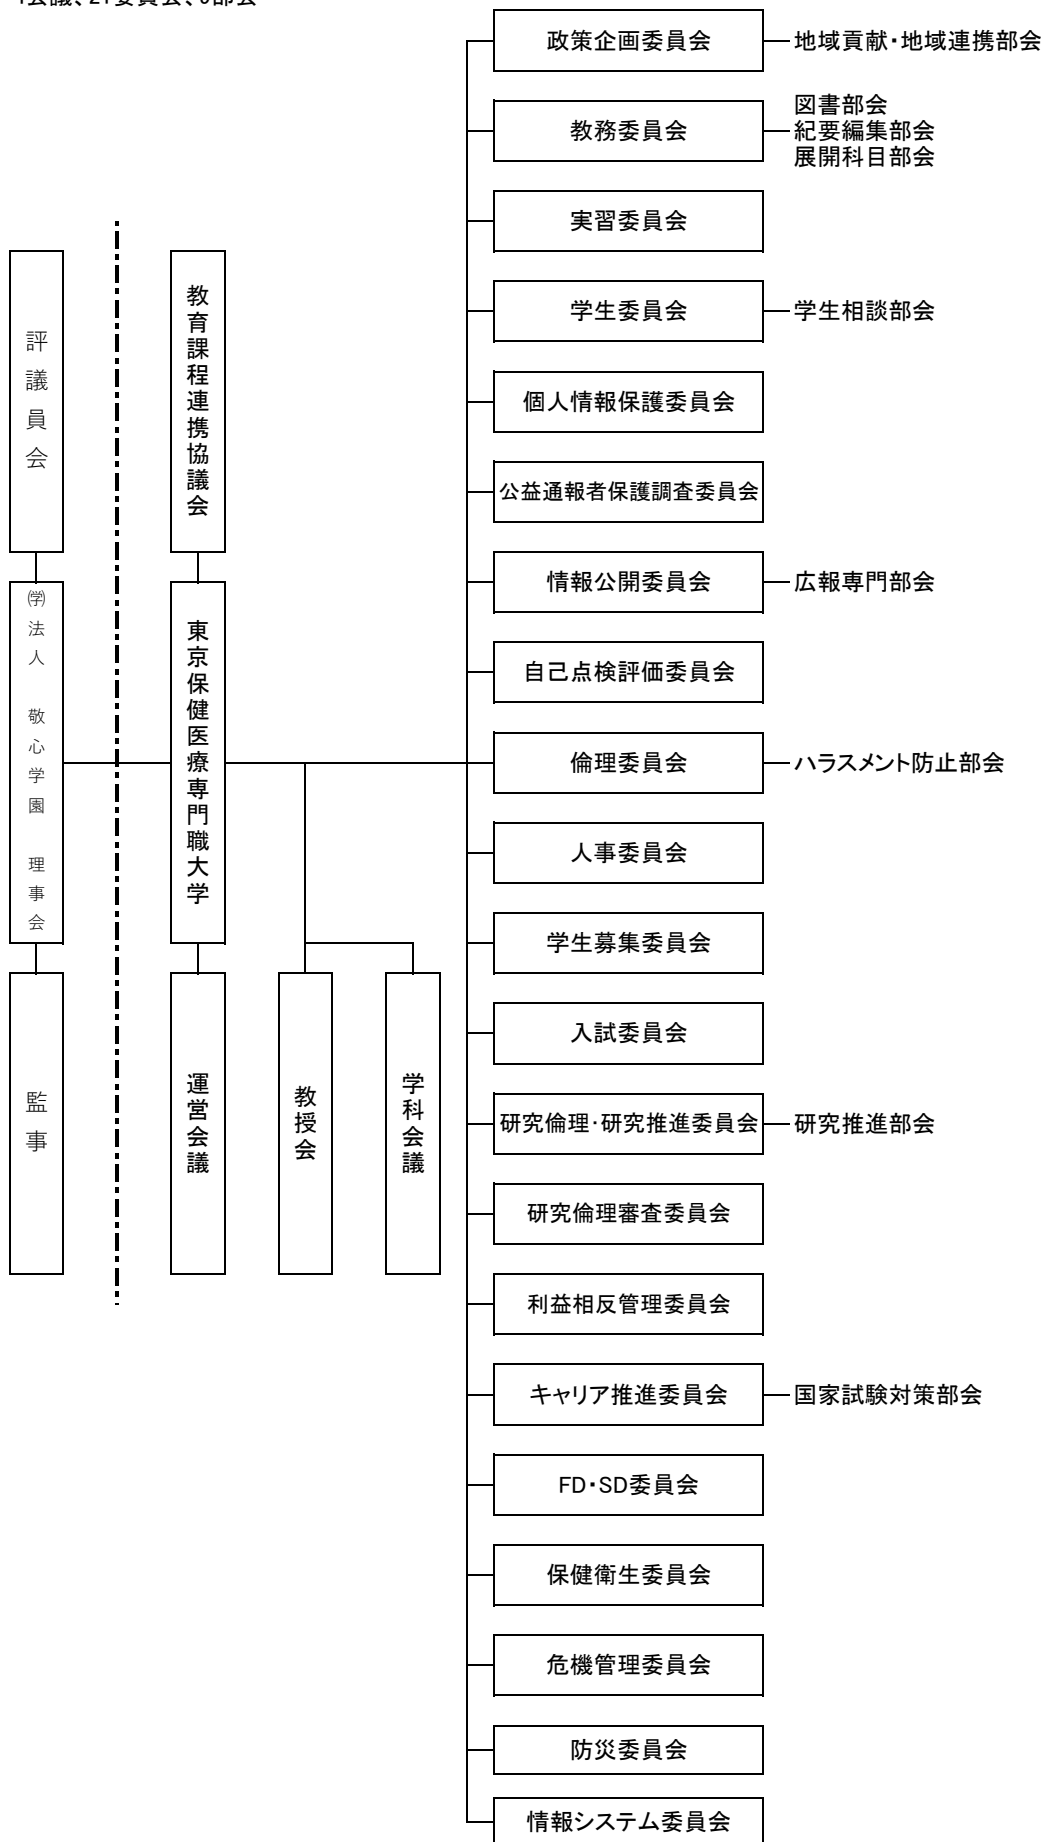 政策企画委員会
地域貢献・地域連携部会
教務委員会
図書部会
紀要編集部会
展開科目部会
実習委員会
学生委員会
学生相談部会
個人情報保護委員会
公益通報者保護調査委員会
情報公開委員会
広報専門部会
自己点検評価委員会
倫理委員会
ハラスメント防止部会
人事委員会
学生募集委員会
入試委員会
研究倫理・研究推進委員会
研究推進部会
研究倫理審査委員会
利益相反管理委員会
キャリア推進委員会
国家試験対策部会
FD・SD委員会
保健衛生委員会
危機管理委員会
防災委員会
情報システム委員会
評議員会
㈻法人 敬心学園 理事会
監事
教育課程連携協議会
東京保健医療専門職大学
運営会議
教授会
学科会議